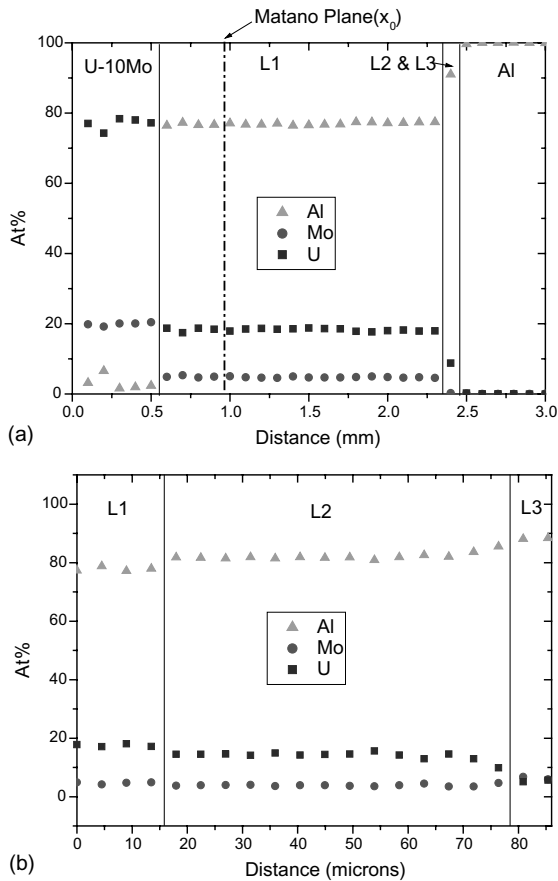 Matano Plane(x₀)
100
80
60
40
20
0
At%
U-10Mo
L1
L2 & L3
Al
Al
Mo
U
0.0 0.5 1.0 1.5 2.0 2.5 3.0
(a)
Distance (mm)
100
80
60
40
20
0
At%
L1
L2
L3
Al
Mo
U
0 10 20 30 40 50 60 70 80
(b)
Distance (microns)